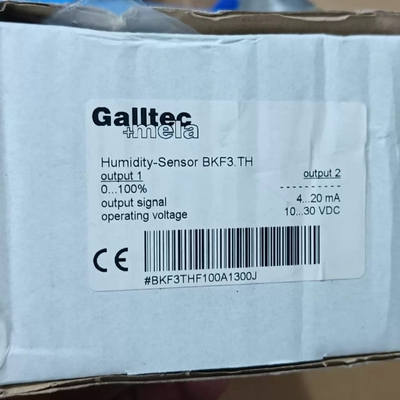 Galltec
+mela
Humidity-Sensor BKF3.TH
output 1 output 2
0...100% - - - - - - - - - -
output signal 4...20 mA
operating voltage 10...30 VDC
CE
#BKF3THF100A1300J